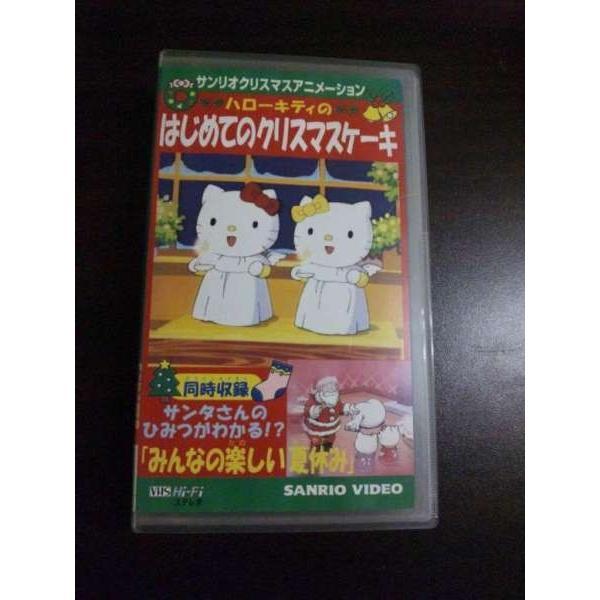 サンリオクリスマスアニメーション
ハローキティの
はじめてのクリスマスケーキ
同時収録
サンタさんの
ひみつがわかる!?
「みんなの楽しい夏休み」
VHS Hi-Fi
ステレオ
SANRIO VIDEO